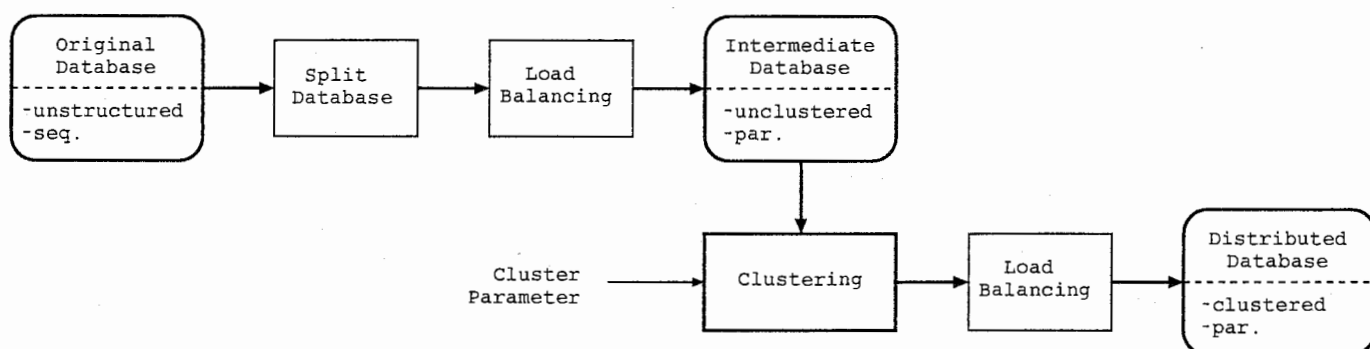 Original
Database
-unstructured
-seq.
Split
Database
Load
Balancing
Intermediate
Database
-unclustered
-par.
Cluster
Parameter
Clustering
Load
Balancing
Distributed
Database
-clustered
-par.